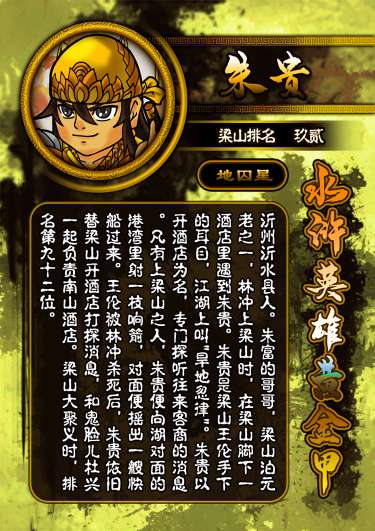 朱贵
梁山排名 玖贰
地囚星
水浒英雄黄金甲
沂州沂水县人。朱富的哥哥，梁山泊元
老之一，林冲上梁山时，在梁山脚下一
酒店里遇到朱贵。朱贵是梁山王伦手下
的耳目，江湖上叫"旱地忽律"。朱贵以
开酒店为名，专门探听往来客商的消息
。凡有上梁山之人，朱贵便向湖对面的
港湾里射一枝响箭，对面便摇出一艘快
船过来。王伦被林冲杀死后，朱贵依旧
替梁山开酒店打探消息，和鬼脸儿杜兴
一起负责南山酒店。梁山大聚义时，排
名第九十二位。